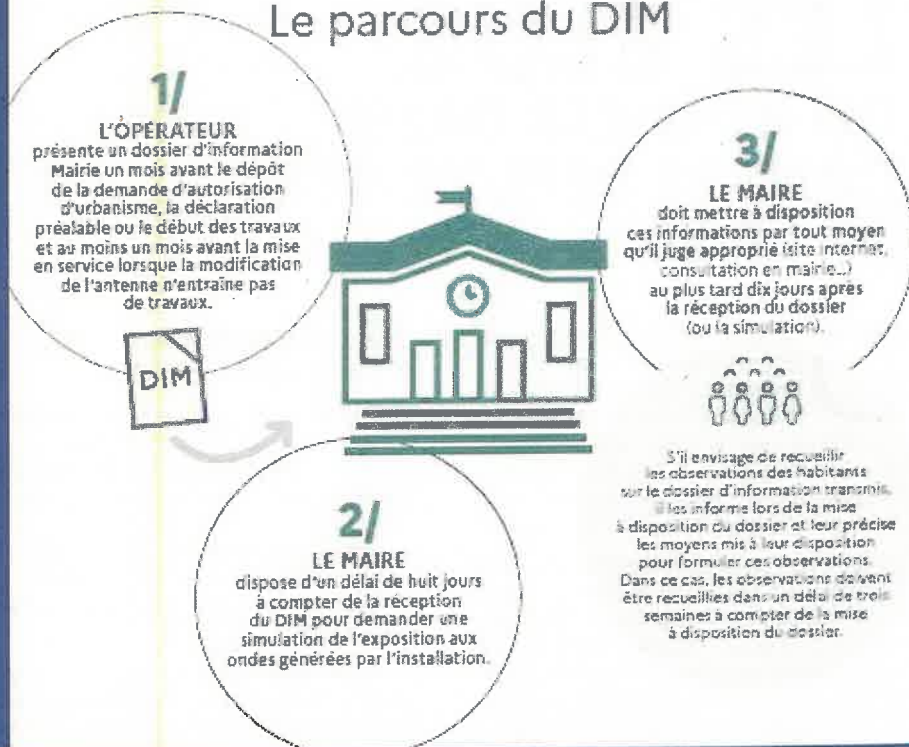 Le parcours du DIM
1/
L'OPÉRATEUR
présente un dossier d'information
Mairie un mois avant le dépôt
de la demande d'autorisation
d'urbanisme, la déclaration
préalable ou le début des travaux
et au moins un mois avant la mise
en service lorsque la modification
de l'antenne n'entraîne pas
de travaux.
DIM
2/
LE MAIRE
dispose d'un délai de huit jours
à compter de la réception
du DIM pour demander une
simulation de l'exposition aux
ondes générées par l'installation.
3/
LE MAIRE
doit mettre à disposition
ces informations par tout moyen
qu'il juge approprié (site internet,
consultation en mairie...)
au plus tard dix jours après
la réception du dossier
(ou la simulation).
S'il envisage de recueillir
les observations des habitants
sur le dossier d'information transmis,
il les informe lors de la mise
à disposition du dossier et leur précise
les moyens mis à leur disposition
pour formuler ces observations.
Dans ce cas, les observations doivent
être recueillies dans un délai de trois
semaines à compter de la mise
à disposition du dossier.